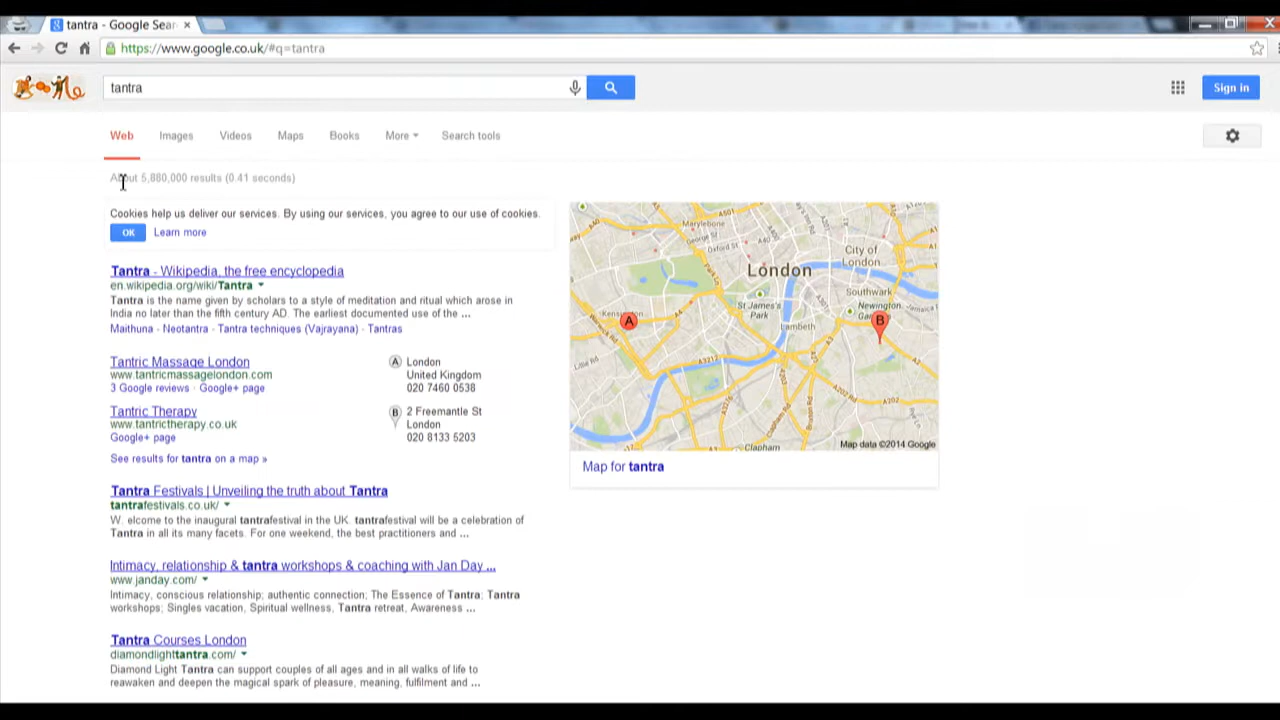 tantra - Google Sear
https://www.google.co.uk/#q=tantra
tantra
Sign in
Web Images Videos Maps Books More Search tools
About 5,880,000 results (0.41 seconds)
Cookies help us deliver our services. By using our services, you agree to our use of cookies.
OK Learn more
Tantra - Wikipedia, the free encyclopedia
en.wikipedia.org/wiki/Tantra
Tantra is the name given by scholars to a style of meditation and ritual which arose in
India no later than the fifth century AD. The earliest documented use of the ...
Maithuna - Neotantra - Tantra techniques (Vajrayana) - Tantras
Tantric Massage London
www.tantricmassagelondon.com
3 Google reviews · Google+ page
A London
United Kingdom
020 7460 0538
Tantric Therapy
www.tantrictherapy.co.uk
Google+ page
B 2 Freemantle St
London
020 8133 5203
See results for tantra on a map »
Tantra Festivals | Unveiling the truth about Tantra
tantrafestivals.co.uk/
W. elcome to the inaugural tantrafestival in the UK. tantrafestival will be a celebration of
Tantra in all its many facets. For one weekend, the best practitioners and ...
Intimacy, relationship & tantra workshops & coaching with Jan Day ...
www.janday.com/
Intimacy, conscious relationship; authentic connection; The Essence of Tantra; Tantra
workshops; Singles vacation, Spiritual wellness, Tantra retreat, Awareness ...
Tantra Courses London
diamondlighttantra.com/
Diamond Light Tantra can support couples of all ages and in all walks of life to
reawaken and deepen the magical spark of pleasure, meaning, fulfilment and ...
A40
A501
Marylebone
George St
Oxford St
A40
City of
London
London
Southwark
St James's
Park
Newington
Kensington
A
B
A4
Lambeth
A3212
A2
A202
A202
Clapham
Map data ©2014 Google
Map for tantra